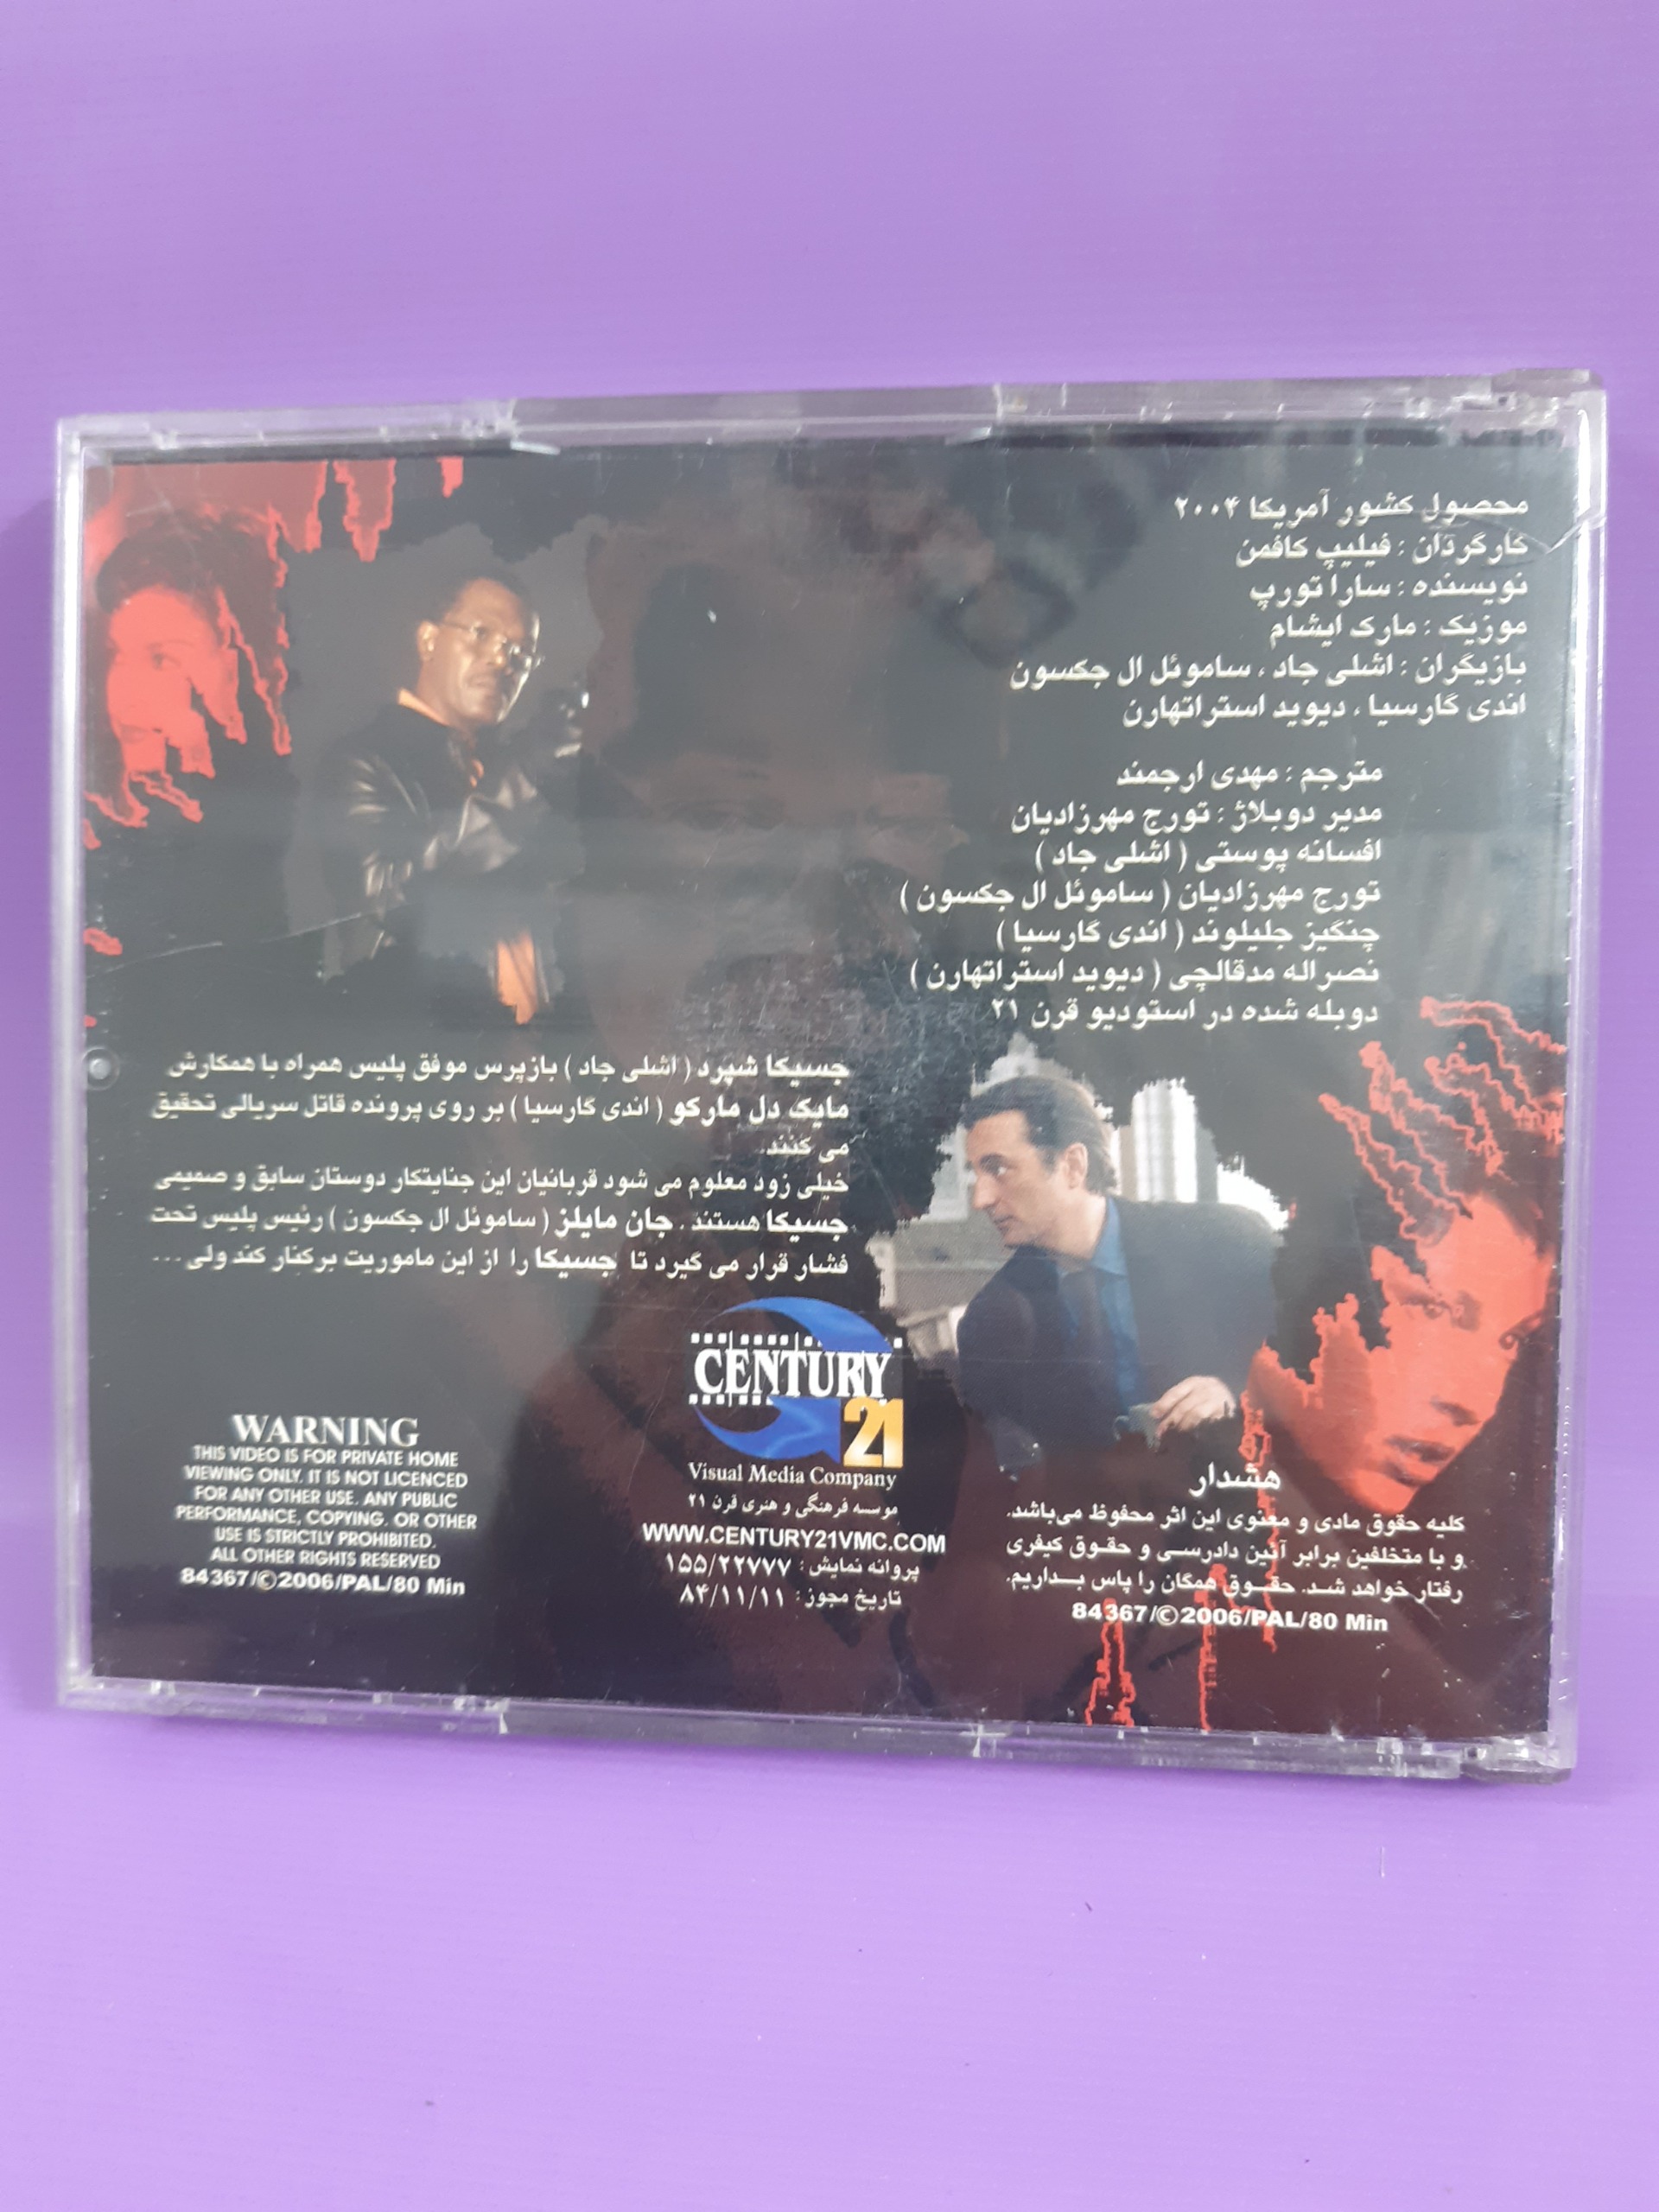 محصول کشور آمریکا ۲۰۰۴
کارگردان : فیلیپ کافمن
نویسنده : سارا تورپ
موزیک : مارک ایشام
بازیگران : اشلی جاد ، ساموئل ال جکسون
اندی گارسیا ، دیوید استراتهارن
مترجم : مهدی ارجمند
مدیر دوبلاژ : تورج مهرزادیان
افسانه پوستی ( اشلی جاد )
تورج مهرزادیان ( ساموئل ال جکسون )
چنگیز جلیلوند ( اندی گارسیا )
نصراله مدقالچی ( دیوید استراتهارن )
دوبله شده در استودیو قرن ۲۱
جسیکا شپرد ( اشلی جاد ) بازپرس موفق پلیس همراه با همکارش
مایک دل مارکو ( اندی گارسیا ) بر روی پرونده قاتل سریالی تحقیق
می کنند.
خیلی زود معلوم می شود قربانیان این جنایتکار دوستان سابق و صمیمی
جسیکا هستند . جان مایلز ( ساموئل ال جکسون ) رئیس پلیس تحت
فشار قرار می گیرد تا جسیکا را از این ماموریت برکنار کند ولی ...
CENTURY
21
Visual Media Company
موسسه فرهنگی و هنری قرن ۲۱
WWW.CENTURY21VMC.COM
پروانه نمایش : ۱۵۵/۲۲۷۷۷
تاریخ مجوز : ۸۴/۱۱/۱۱
WARNING
THIS VIDEO IS FOR PRIVATE HOME
VIEWING ONLY. IT IS NOT LICENCED
FOR ANY OTHER USE. ANY PUBLIC
PERFORMANCE, COPYING. OR OTHER
USE IS STRICTLY PROHIBITED.
ALL OTHER RIGHTS RESERVED
84367/©2006/PAL/80 Min
هشدار
کلیه حقوق مادی و معنوی این اثر محفوظ می‌باشد.
و با متخلفین برابر آئین دادرسی و حقوق کیفری
رفتار خواهد شد. حقوق همگان را پاس بداریم.
84367/©2006/PAL/80 Min